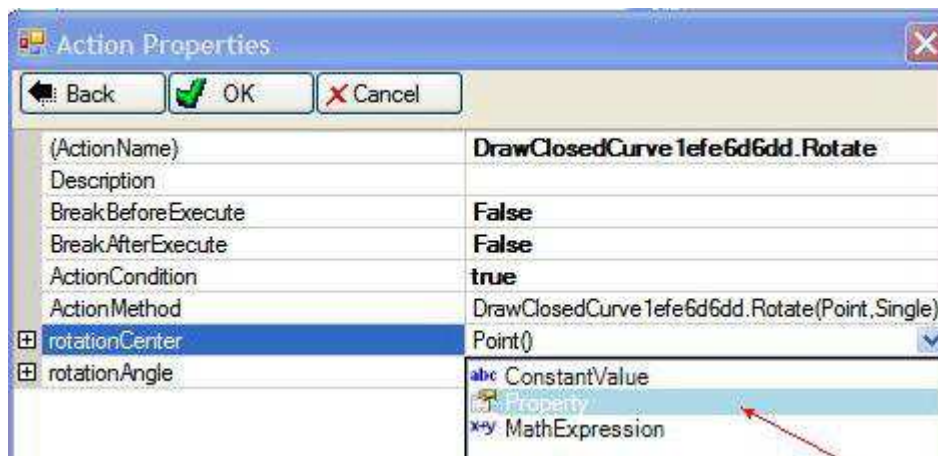 Action Properties
Back OK Cancel
(ActionName) DrawClosedCurve1efe6d6dd.Rotate
Description
BreakBeforeExecute False
BreakAfterExecute False
ActionCondition true
ActionMethod DrawClosedCurve1efe6d6dd.Rotate(Point,Single)
rotationCenter Point()
rotationAngle
abc ConstantValue
Property
x+y MathExpression